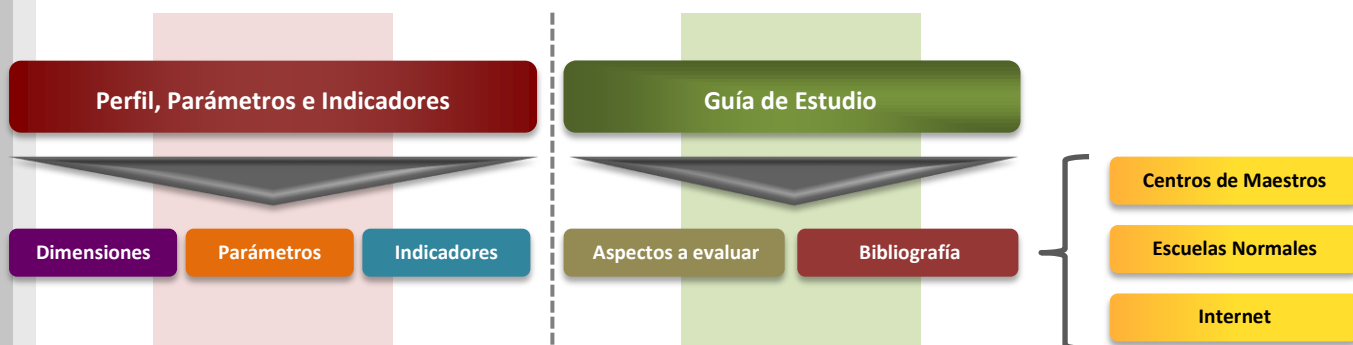 Perfil, Parámetros e Indicadores
Guía de Estudio
Dimensiones
Parámetros
Indicadores
Aspectos a evaluar
Bibliografía
Centros de Maestros
Escuelas Normales
Internet